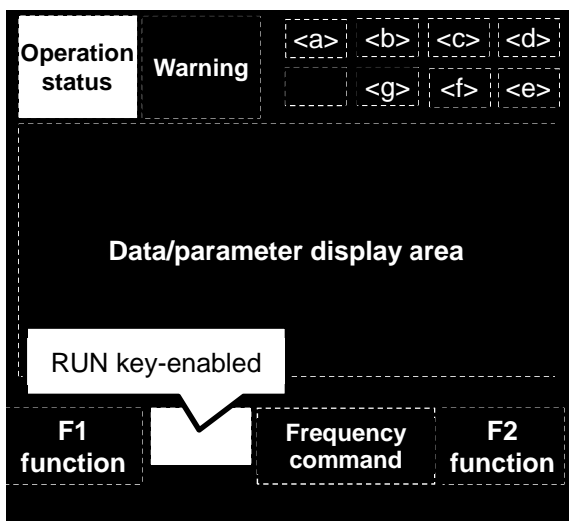 Operation
status
Warning
<a> <b> <c> <d>
<g> <f> <e>
Data/parameter display area
RUN key-enabled
F1
function
Frequency
command
F2
function